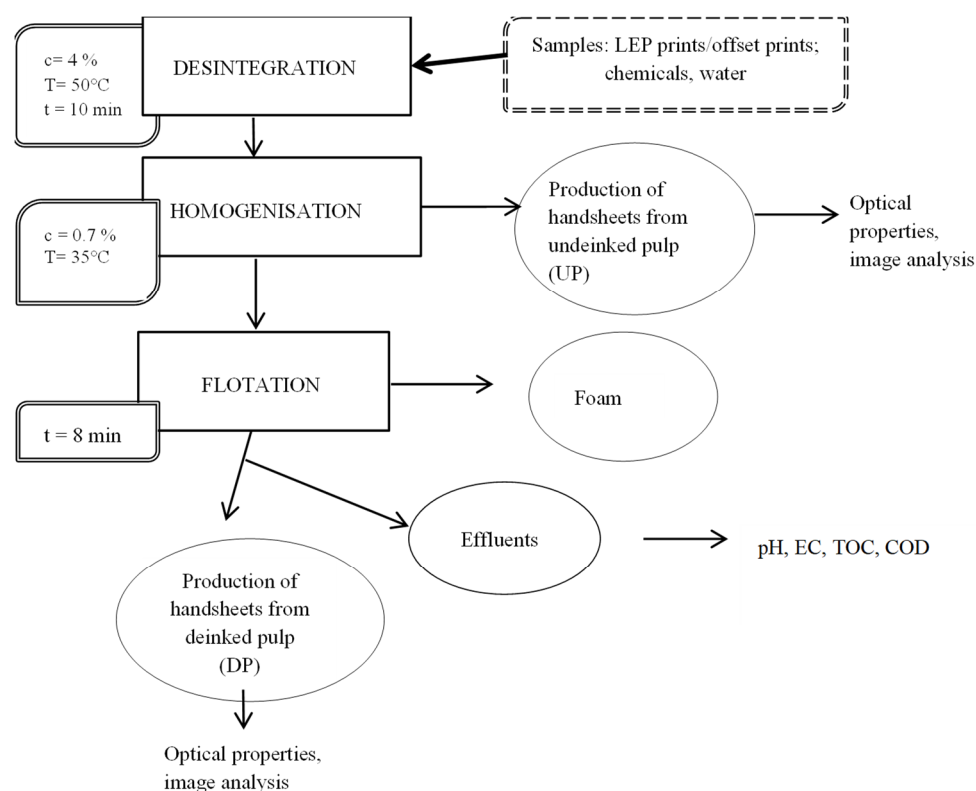 c= 4 %
T= 50°C
t = 10 min
DESINTEGRATION
Samples: LEP prints/offset prints;
chemicals, water
c = 0.7 %
T= 35°C
HOMOGENISATION
Production of
handsheets from
undeinked pulp
(UP)
Optical
properties,
image analysis
t = 8 min
FLOTATION
Foam
Effluents
pH, EC, TOC, COD
Production of
handsheets from
deinked pulp
(DP)
Optical properties,
image analysis